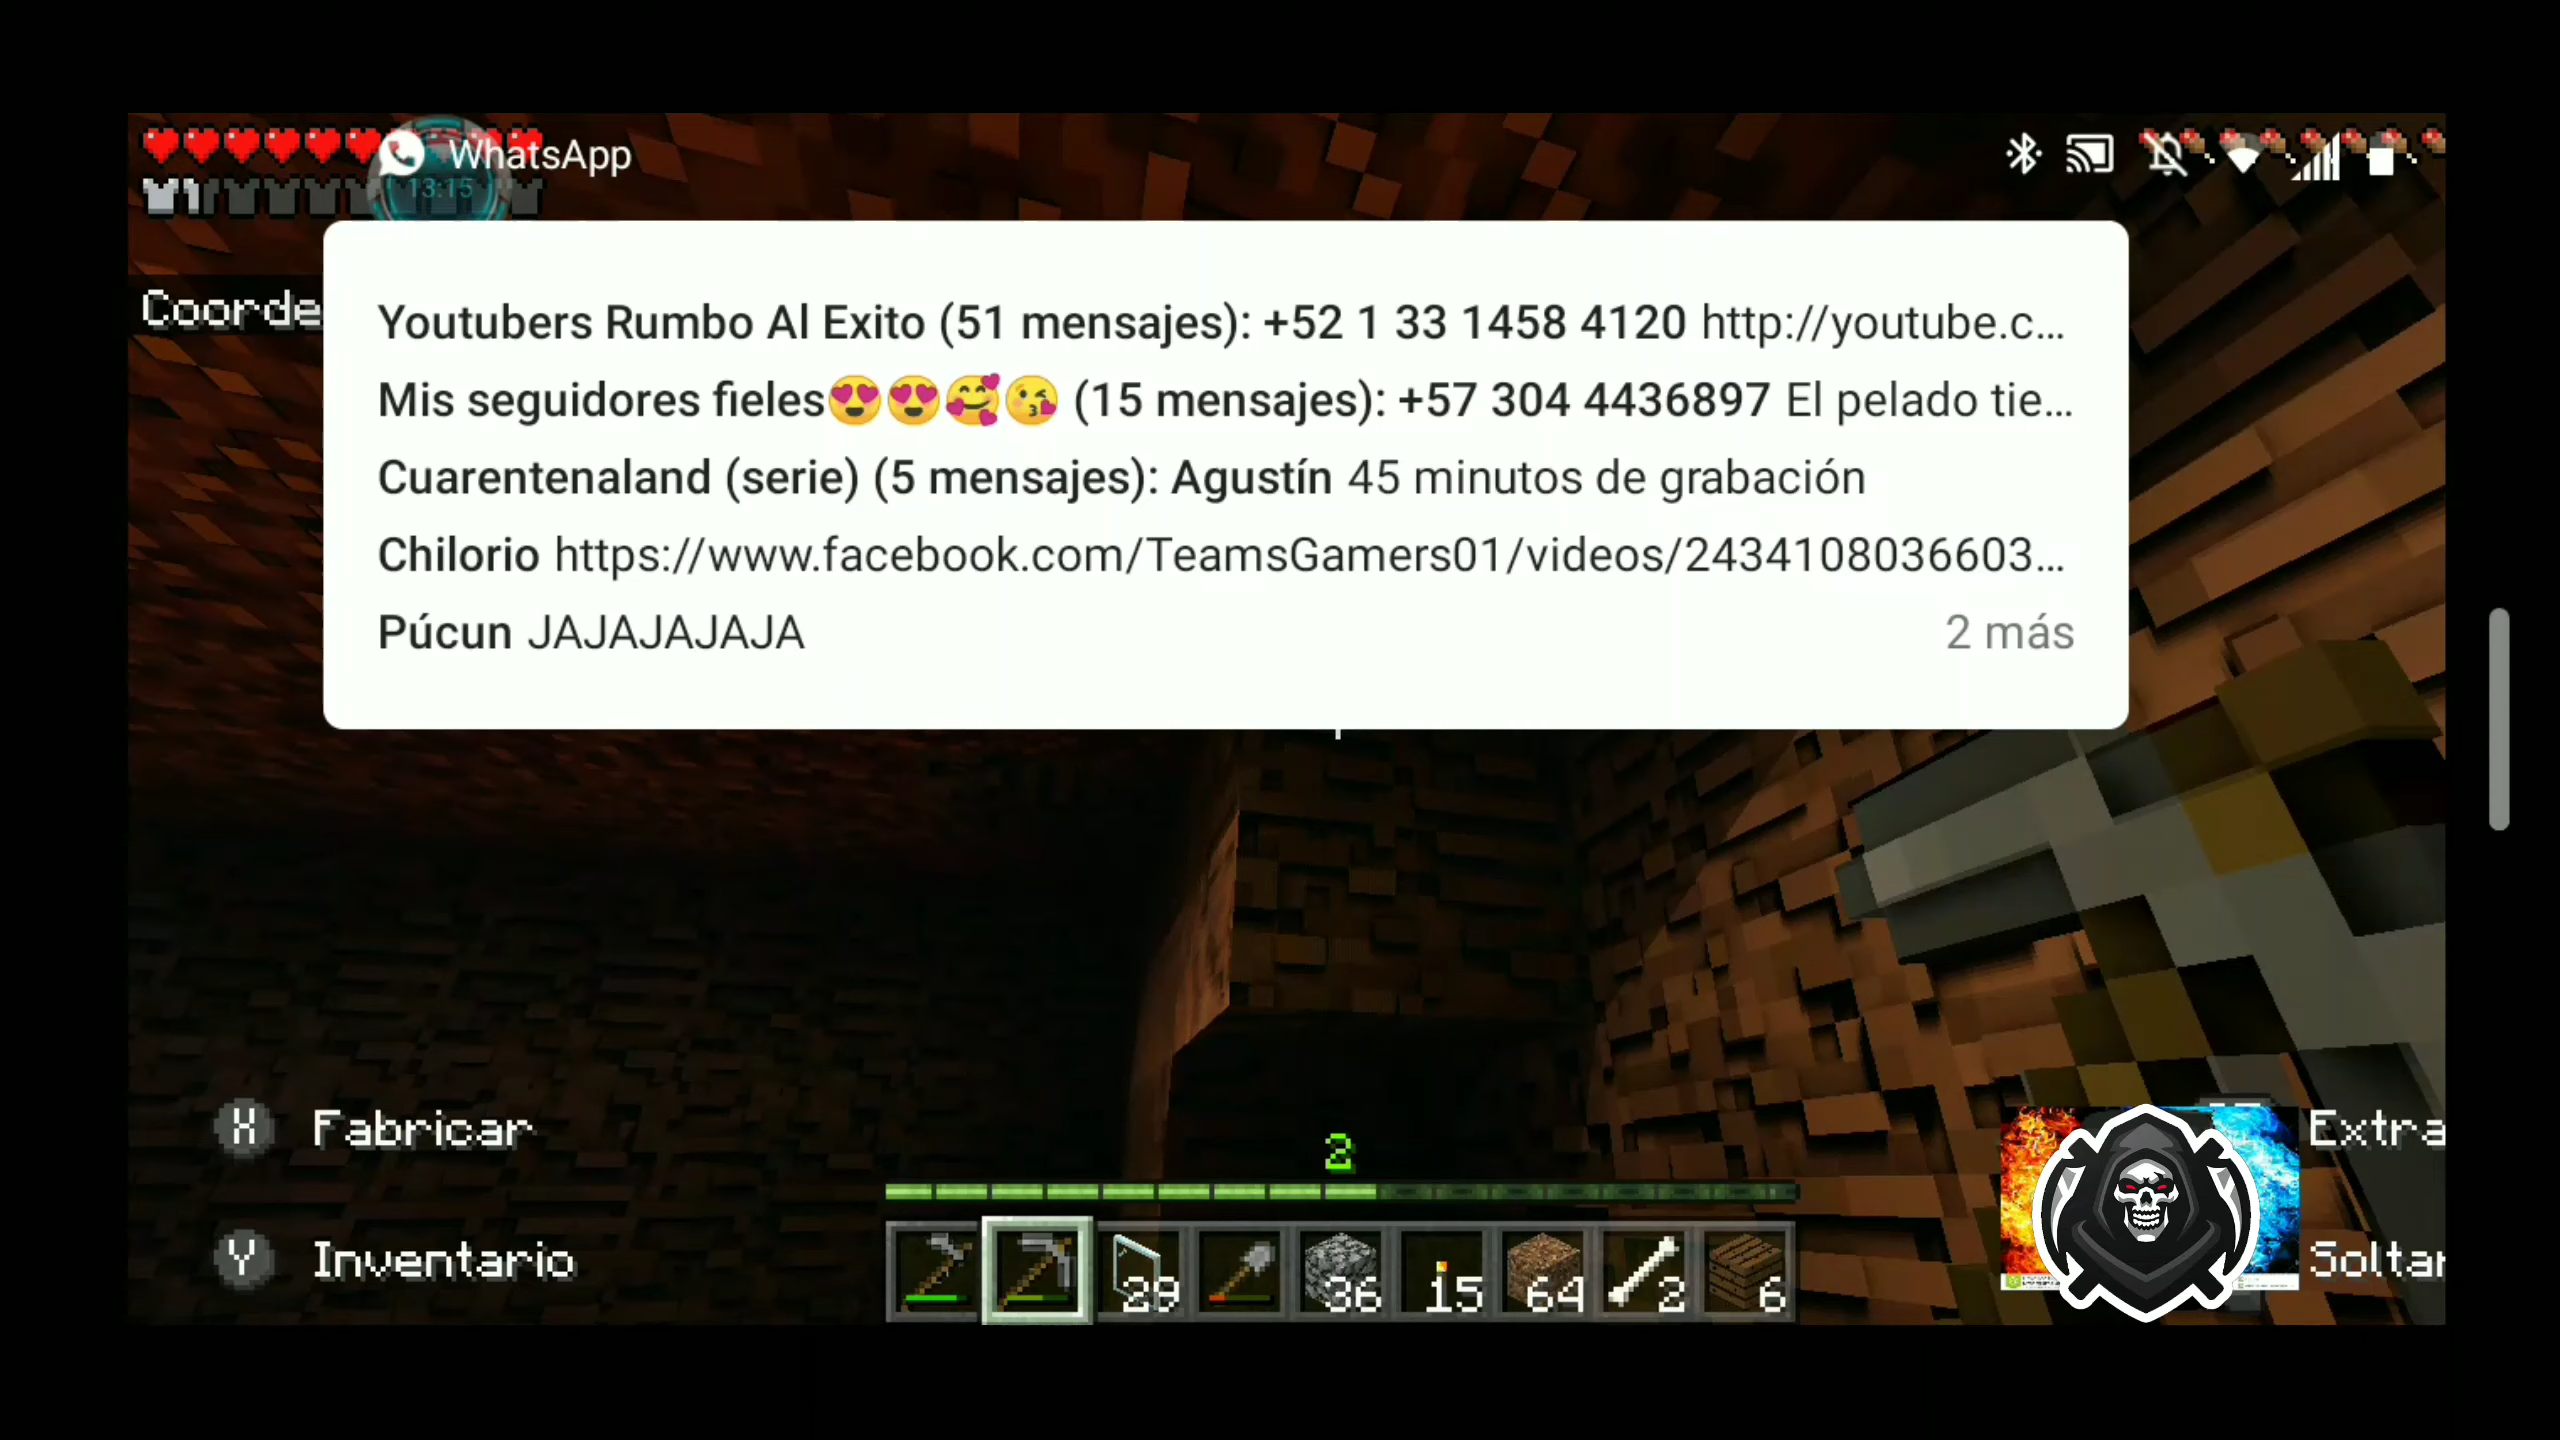 WhatsApp
13:15
Coorde
Youtubers Rumbo Al Exito (51 mensajes): +52 1 33 1458 4120 http://youtube.c...
Mis seguidores fieles😍😍🥰😘 (15 mensajes): +57 304 4436897 El pelado tie...
Cuarentenaland (serie) (5 mensajes): Agustín 45 minutos de grabación
Chilorio https://www.facebook.com/TeamsGamers01/videos/2434108036603...
Púcun JAJAJAJAJA 2 más
X Fabricar
Extra
2
Y Inventario
Soltar
29 36 15 64 2 6